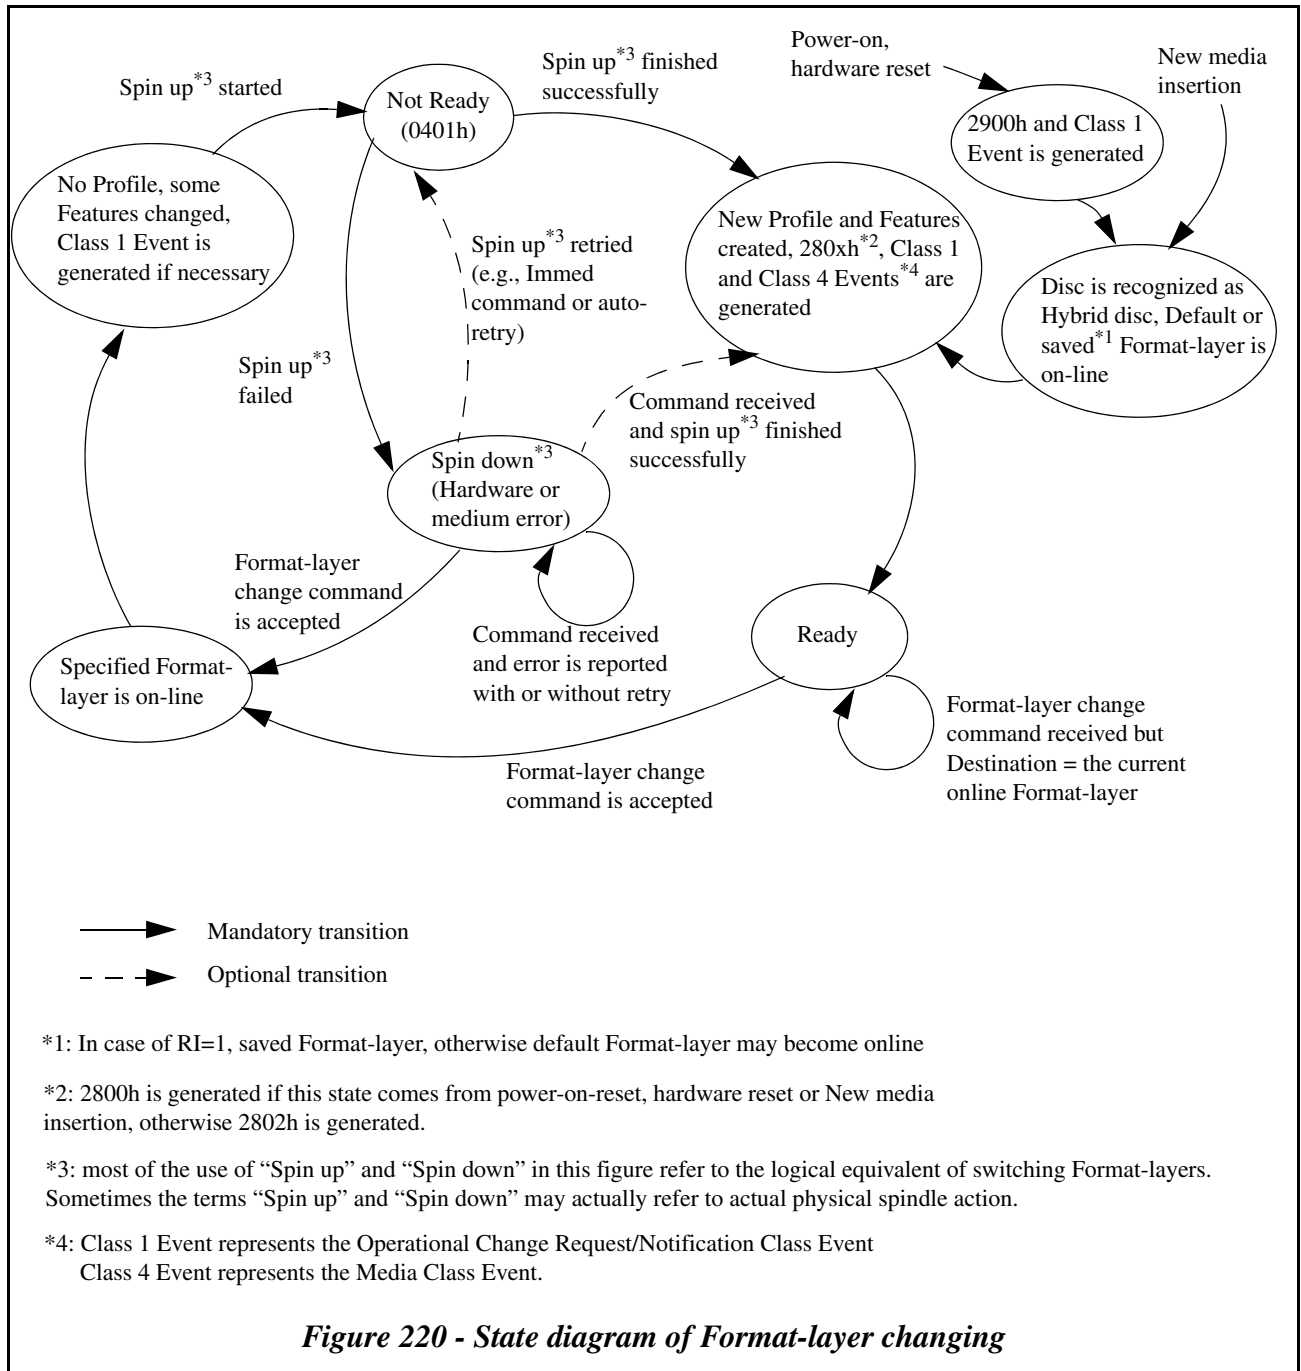 Power-on,
hardware reset
New media
insertion
Spin up*3 finished
successfully
Spin up*3 started
Not Ready
(0401h)
2900h and Class 1
Event is generated
No Profile, some
Features changed,
Class 1 Event is
generated if necessary
Spin up*3 retried
(e.g., Immed
command or auto-
retry)
New Profile and Features
created, 280xh*2, Class 1
and Class 4 Events*4 are
generated
Disc is recognized as
Hybrid disc, Default or
saved*1 Format-layer is
on-line
Spin up*3
failed
Command received
and spin up*3 finished
successfully
Spin down*3
(Hardware or
medium error)
Format-layer
change command
is accepted
Command received
and error is reported
with or without retry
Ready
Specified Format-
layer is on-line
Format-layer change
command received but
Destination = the current
online Format-layer
Format-layer change
command is accepted
Mandatory transition
Optional transition
*1: In case of RI=1, saved Format-layer, otherwise default Format-layer may become online
*2: 2800h is generated if this state comes from power-on-reset, hardware reset or New media
insertion, otherwise 2802h is generated.
*3: most of the use of “Spin up” and “Spin down” in this figure refer to the logical equivalent of switching Format-layers.
Sometimes the terms “Spin up” and “Spin down” may actually refer to actual physical spindle action.
*4: Class 1 Event represents the Operational Change Request/Notification Class Event
Class 4 Event represents the Media Class Event.
Figure 220 - State diagram of Format-layer changing